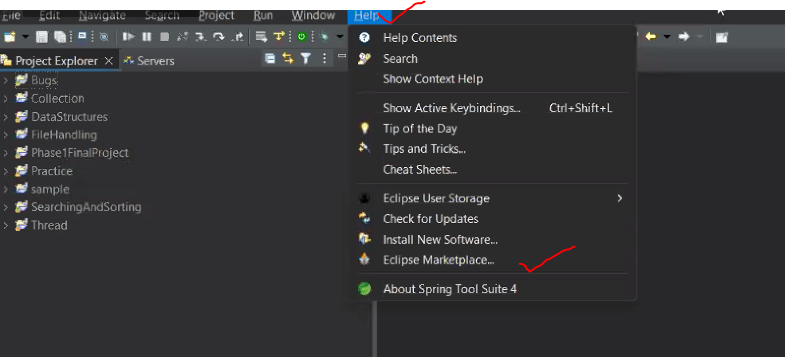 File Edit Navigate Search Project Run Window Help
Project Explorer Servers
Bugs
Collection
DataStructures
FileHandling
Phase1FinalProject
Practice
sample
SearchingAndSorting
Thread
Help Contents
Search
Show Context Help
Show Active Keybindings... Ctrl+Shift+L
Tip of the Day
Tips and Tricks...
Cheat Sheets...
Eclipse User Storage
Check for Updates
Install New Software...
Eclipse Marketplace...
About Spring Tool Suite 4